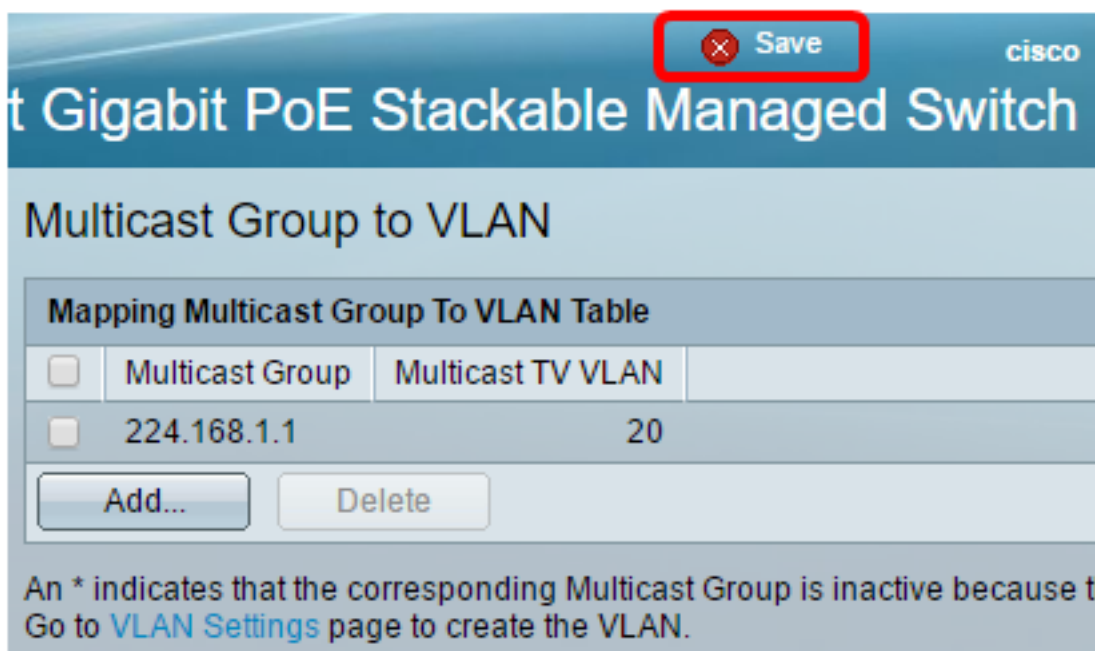 Save
cisco
t Gigabit PoE Stackable Managed Switch
Multicast Group to VLAN
Mapping Multicast Group To VLAN Table
Multicast Group Multicast TV VLAN
224.168.1.1 20
Add... Delete
An * indicates that the corresponding Multicast Group is inactive because t
Go to VLAN Settings page to create the VLAN.